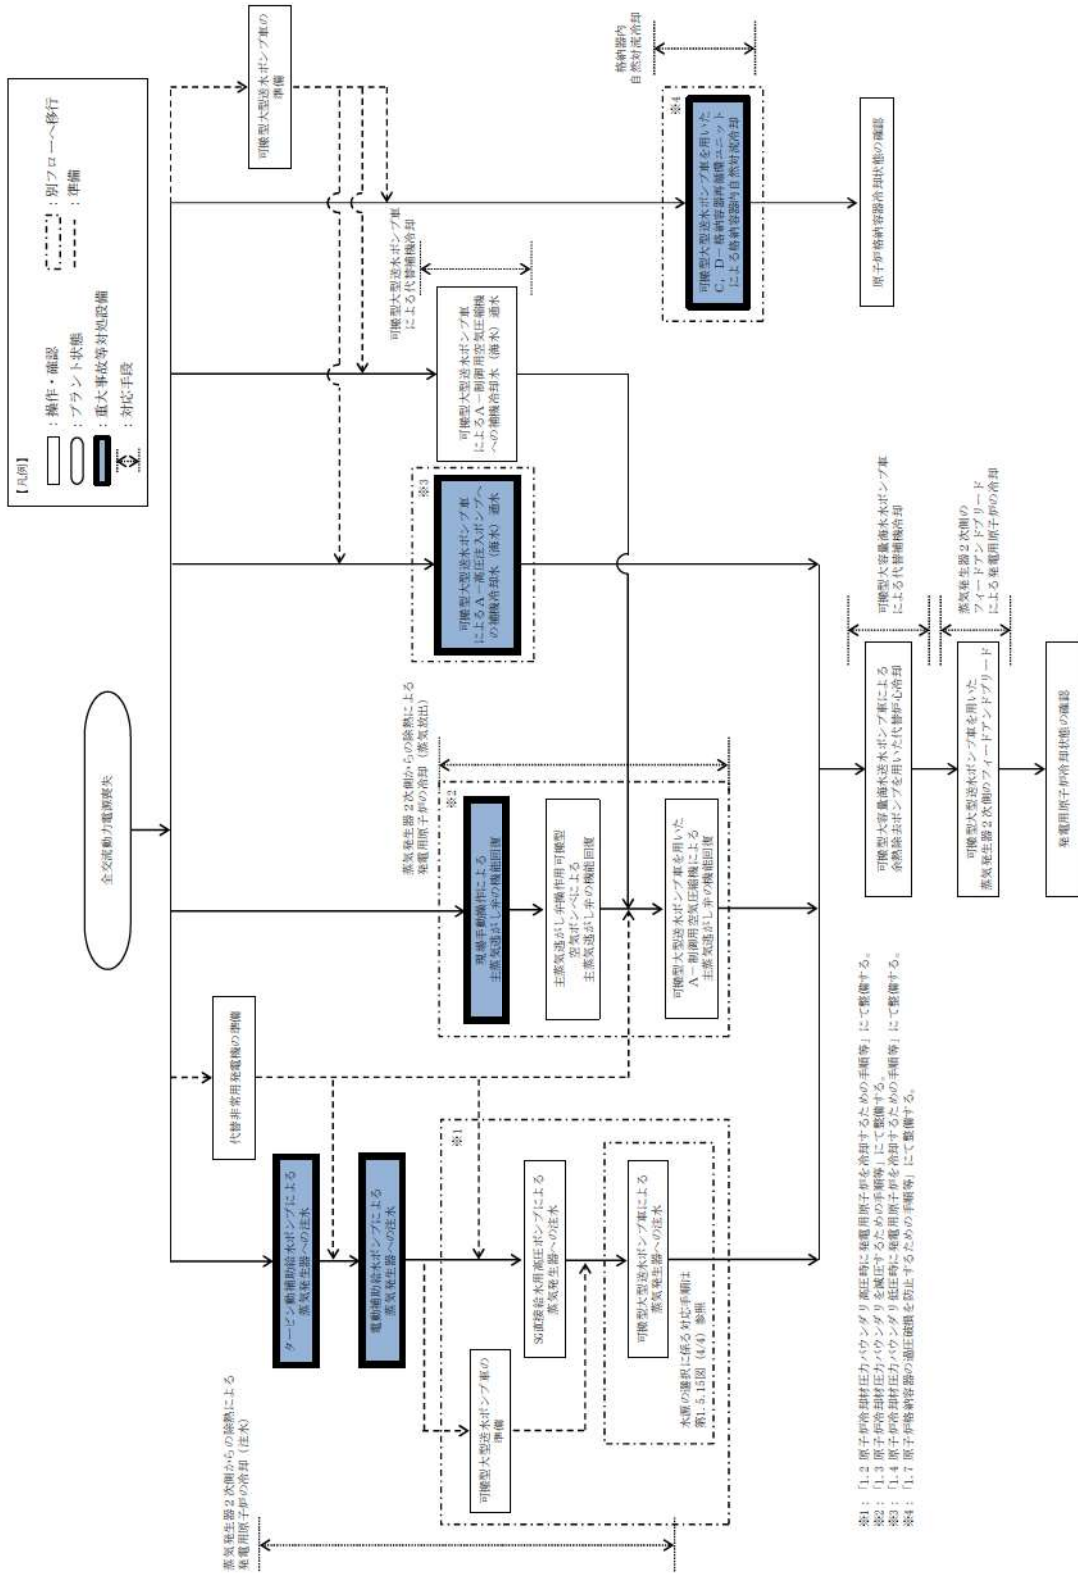 【凡例】
：操作・確認
：プラント状態
：重大事故等対処設備
：対応手段
：別フローへ移行
：準備
全交流動力電源喪失
蒸気発生器２次側からの除熱による
発電用原子炉の冷却（注水）
タービン動補助給水ポンプによる
蒸気発生器への注水
電動補助給水ポンプによる
蒸気発生器への注水
代替非常用発電機の準備
※1
可搬型大型送水ポンプ車の
準備
SG直接給水用高圧ポンプによる
蒸気発生器への注水
可搬型大型送水ポンプ車による
蒸気発生器への注水
水源の選択に係る対応手順は
第1.5.15図（4/4）参照
蒸気発生器２次側からの除熱による
発電用原子炉の冷却（蒸気放出）
※2
現場手動操作による
主蒸気逃がし弁の機能回復
主蒸気逃がし弁操作用可搬型
空気ボンベによる
主蒸気逃がし弁の機能回復
可搬型大型送水ポンプ車を用いた
Ａ－制御用空気圧縮機による
主蒸気逃がし弁の機能回復
※3
可搬型大型送水ポンプ車
によるＡ－高圧注入ポンプへ
の補機冷却水（海水）通水
可搬型大型送水ポンプ車
による代替補機冷却
可搬型大型送水ポンプ車
によるＡ－制御用空気圧縮機
への補機冷却水（海水）通水
可搬型大型送水ポンプ車の
準備
格納器内
自然対流冷却
※4
可搬型大型送水ポンプ車を用いた
Ｃ，Ｄ－格納容器再循環ユニット
による格納容器内自然対流冷却
原子炉格納容器冷却状態の確認
可搬型大容量海水送水ポンプ車による
余熱除去ポンプを用いた代替炉心冷却
可搬型大容量海水水ポンプ車
による代替補機冷却
可搬型大型送水ポンプ車を用いた
蒸気発生器２次側のフィードアンドブリード
蒸気発生器２次側の
フィードアンドブリード
による発電用原子炉の冷却
発電用原子炉冷却状態の確認
※1：「1.2 原子炉冷却材圧力バウンダリ高圧時に発電用原子炉を冷却するための手順等」にて整備する。
※2：「1.3 原子炉冷却材圧力バウンダリを減圧するための手順等」にて整備する。
※3：「1.4 原子炉冷却材圧力バウンダリ低圧時に発電用原子炉を冷却するための手順等」にて整備する。
※4：「1.7 原子炉格納容器の過圧破損を防止するための手順等」にて整備する。